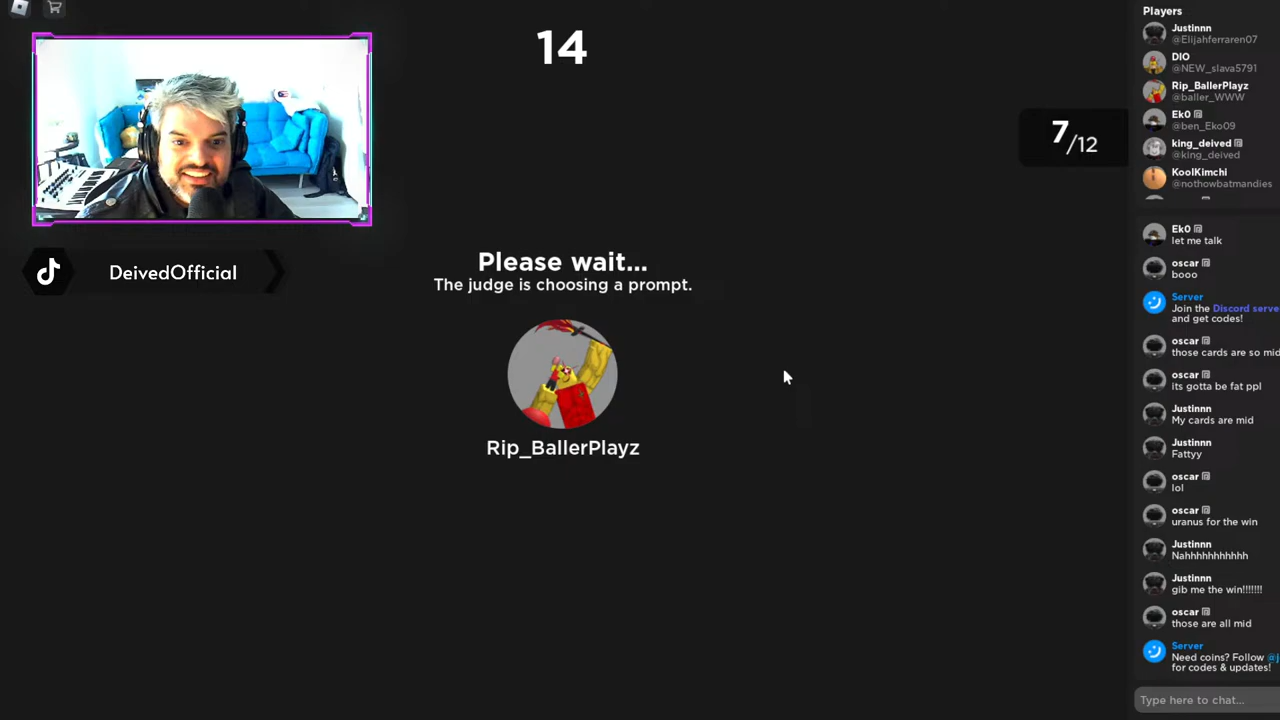 14
DeivedOfficial
7/12
Please wait...
The judge is choosing a prompt.
Rip_BallerPlayz
Players
Justinnn
@Elijahferraren07
DIO
@NEW_slava5791
Rip_BallerPlayz
@baller_WWW
Ek0
@ben_Eko09
king_deived
@king_deived
KoolKimchi
@nothowbatmandies
Ek0
let me talk
oscar
booo
Server
Join the Discord serve
and get codes!
oscar
those cards are so mid
oscar
its gotta be fat ppl
Justinnn
My cards are mid
Justinnn
Fattyy
oscar
lol
oscar
uranus for the win
Justinnn
Nahhhhhhhhhhh
Justinnn
gib me the win!!!!!!!
oscar
those are all mid
Server
Need coins? Follow @j
for codes & updates!
Type here to chat...